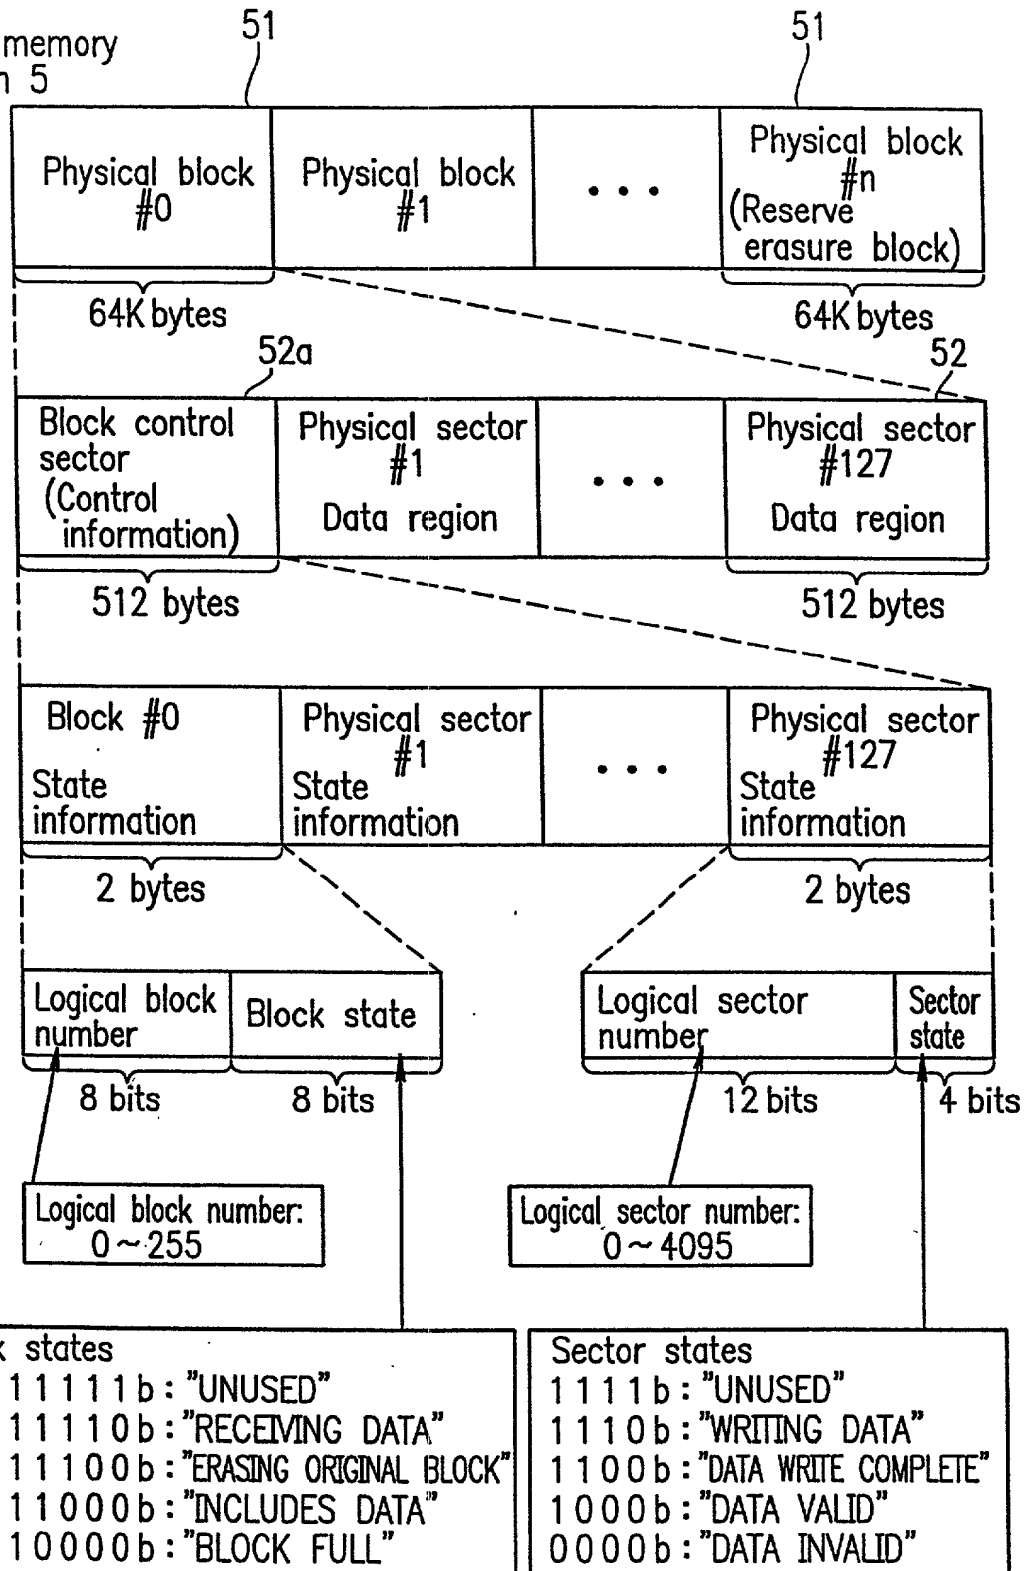 51
51
memory
5
Physical block
#0
Physical block
#1
• • •
Physical block
#n
(Reserve
erasure block)
64K bytes
64K bytes
52a
52
Block control
sector
(Control
information)
Physical sector
#1
Data region
• • •
Physical sector
#127
Data region
512 bytes
512 bytes
Block #0
State
information
Physical sector
#1
State
information
• • •
Physical sector
#127
State
information
2 bytes
2 bytes
Logical block
number
Block state
Logical sector
number
Sector
state
8 bits
8 bits
12 bits
4 bits
Logical block number:
0~255
Logical sector number:
0~4095
states
11111b:"UNUSED"
11110b:"RECEIVING DATA"
11100b:"ERASING ORIGINAL BLOCK"
11000b:"INCLUDES DATA"
10000b:"BLOCK FULL"
Sector states
1111b:"UNUSED"
1110b:"WRITING DATA"
1100b:"DATA WRITE COMPLETE"
1000b:"DATA VALID"
0000b:"DATA INVALID"